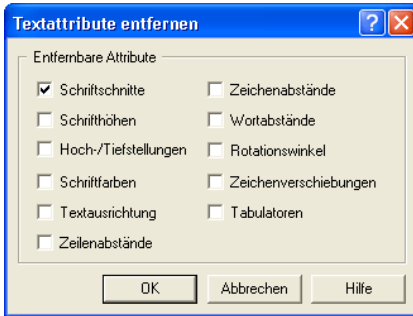 Textattribute entfernen
Entfernbare Attribute
Schriftschnitte
Schrifthöhen
Hoch-/Tiefstellungen
Schriftfarben
Textausrichtung
Zeilenabstände
Zeichenabstände
Wortabstände
Rotationswinkel
Zeichenverschiebungen
Tabulatoren
OK
Abbrechen
Hilfe